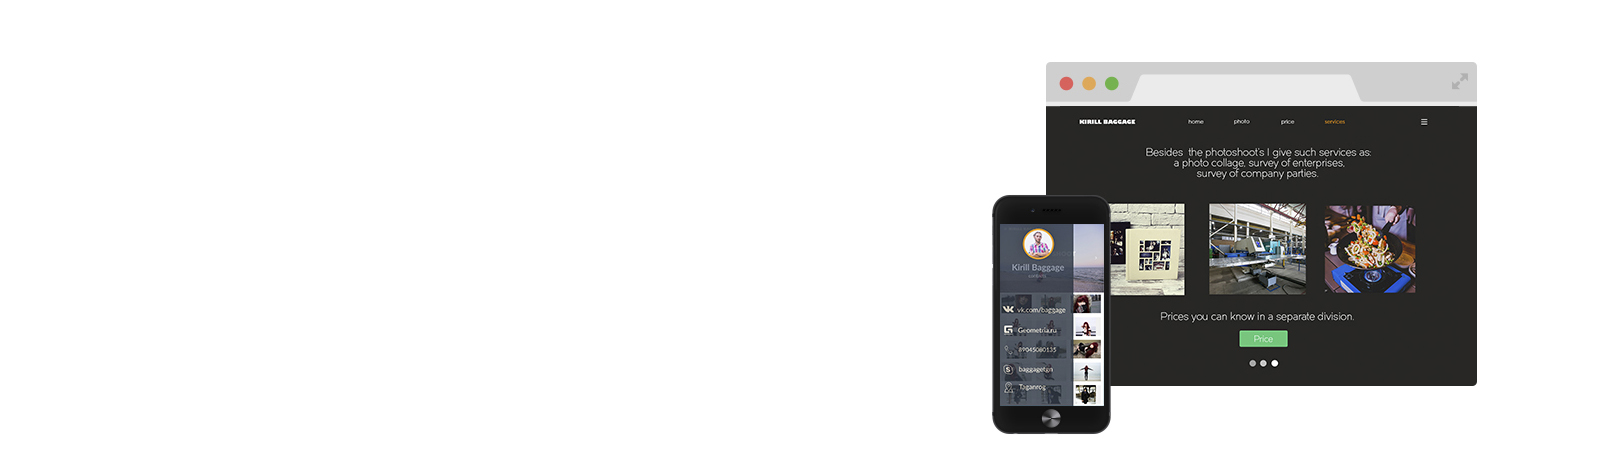 KIRILL BAGGAGE
home
photo
price
services
Besides the photoshoot's I give such services as:
a photo collage, survey of enterprises,
survey of company parties.
Prices you can know in a separate division.
Price
Kirill Baggage
vk.com/baggage
Geometria.ru
89045060135
baggagetgn
Taganrog